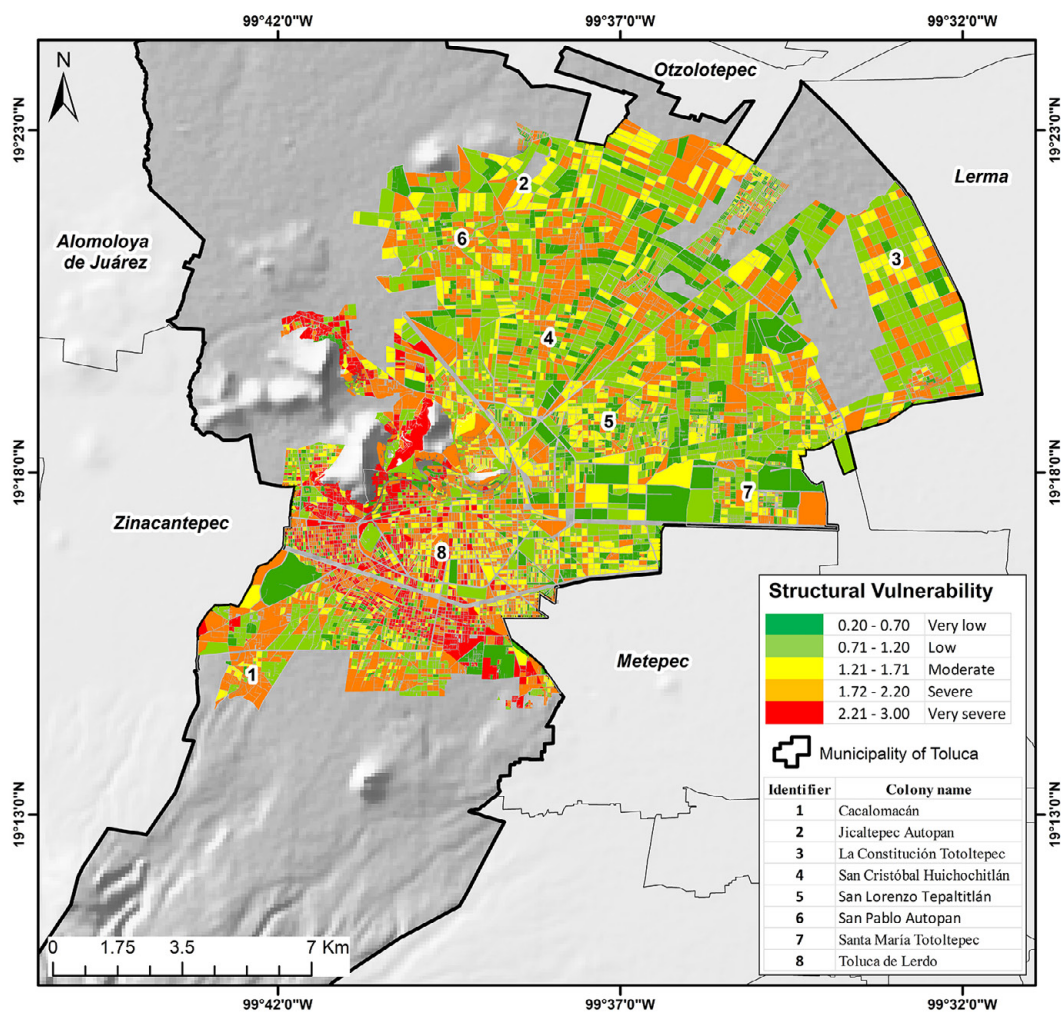 99°42'0"W 99°37'0"W 99°32'0"W
N
Otzolotepec
19°23'0"N 19°23'0"N
2
Lerma
6
Alomoloya
de Juárez
3
4
5
19°18'0"N 19°18'0"N
7
Zinacantepec
8
Structural Vulnerability
0.20 - 0.70 Very low
0.71 - 1.20 Low
1.21 - 1.71 Moderate
1.72 - 2.20 Severe
2.21 - 3.00 Very severe
Metepec
1
Municipality of Toluca
Identifier Colony name
1 Cacalomacán
2 Jicaltepec Autopan
3 La Constitución Totoltepec
4 San Cristóbal Huichochitlán
5 San Lorenzo Tepaltitlán
6 San Pablo Autopan
7 Santa María Totoltepec
8 Toluca de Lerdo
19°13'0"N 19°13'0"N
0 1.75 3.5 7 Km
99°42'0"W 99°37'0"W 99°32'0"W